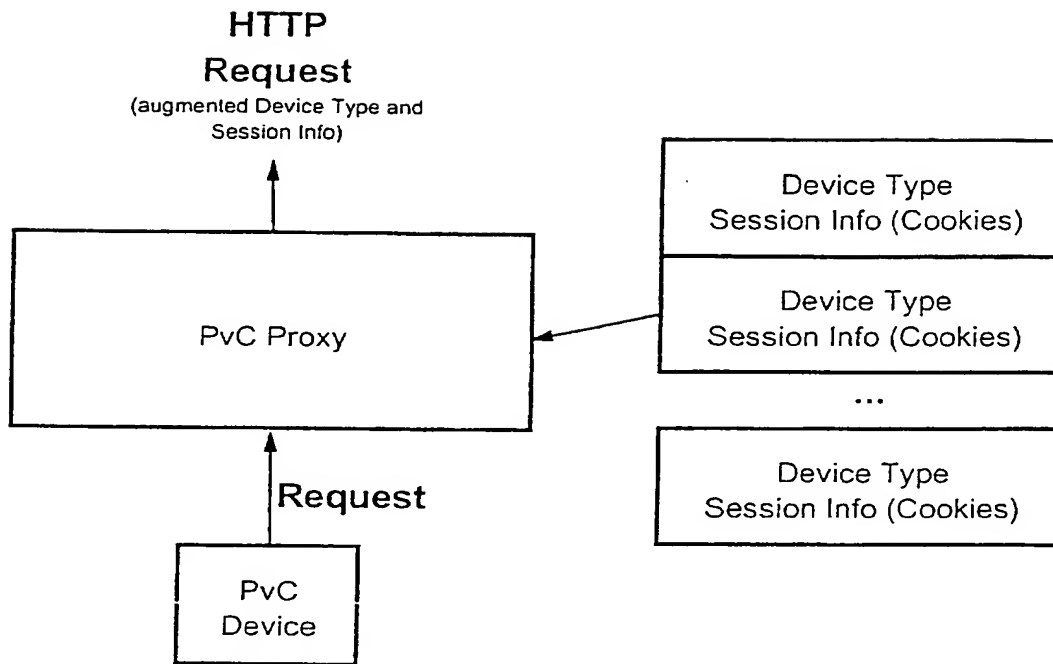 HTTP
Request
(augmented Device Type and
Session Info)
Device Type
Session Info (Cookies)
Device Type
Session Info (Cookies)
...
Device Type
Session Info (Cookies)
PvC Proxy
Request
PvC
Device